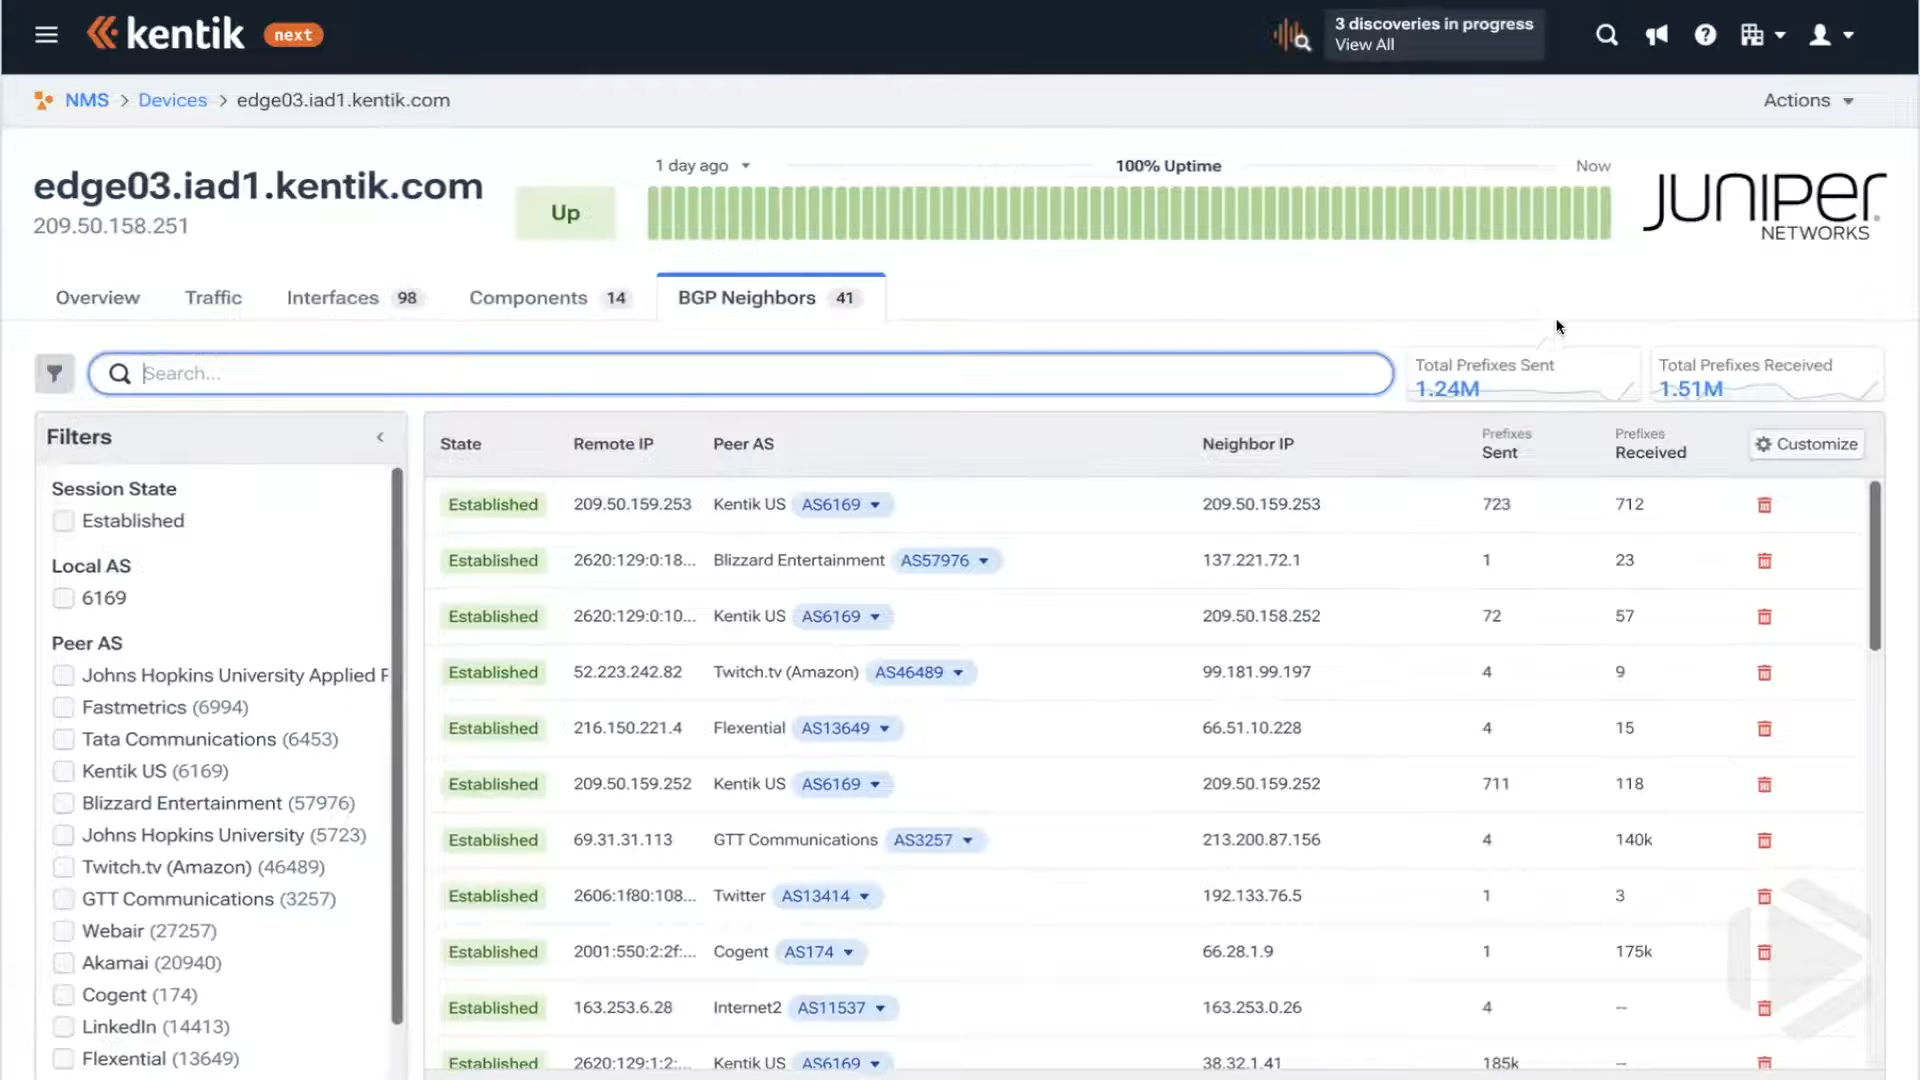 kentik next
3 discoveries in progress
View All
NMS > Devices > edge03.iad1.kentik.com
Actions
edge03.iad1.kentik.com
209.50.158.251
Up
1 day ago
100% Uptime
Now
JUNIPER
NETWORKS
Overview
Traffic
Interfaces 98
Components 14
BGP Neighbors 41
Search...
Total Prefixes Sent
1.24M
Total Prefixes Received
1.51M
Filters
Session State
Established
Local AS
6169
Peer AS
Johns Hopkins University Applied
Fastmetrics (6994)
Tata Communications (6453)
Kentik US (6169)
Blizzard Entertainment (57976)
Johns Hopkins University (5723)
Twitch.tv (Amazon) (46489)
GTT Communications (3257)
Webair (27257)
Akamai (20940)
Cogent (174)
LinkedIn (14413)
Flexential (13649)
State Remote IP Peer AS Neighbor IP Prefixes Sent Prefixes Received Customize
Established 209.50.159.253 Kentik US AS6169 209.50.159.253 723 712
Established 2620:129:0:18... Blizzard Entertainment AS57976 137.221.72.1 1 23
Established 2620:129:0:10... Kentik US AS6169 209.50.158.252 72 57
Established 52.223.242.82 Twitch.tv (Amazon) AS46489 99.181.99.197 4 9
Established 216.150.221.4 Flexential AS13649 66.51.10.228 4 15
Established 209.50.159.252 Kentik US AS6169 209.50.159.252 711 118
Established 69.31.31.113 GTT Communications AS3257 213.200.87.156 4 140k
Established 2606:1f80:108... Twitter AS13414 192.133.76.5 1 3
Established 2001:550:2:2f:... Cogent AS174 66.28.1.9 1 175k
Established 163.253.6.28 Internet2 AS11537 163.253.0.26 4 --
Established 2620:129:1:2:... Kentik US AS6169 38.32.1.41 185k --